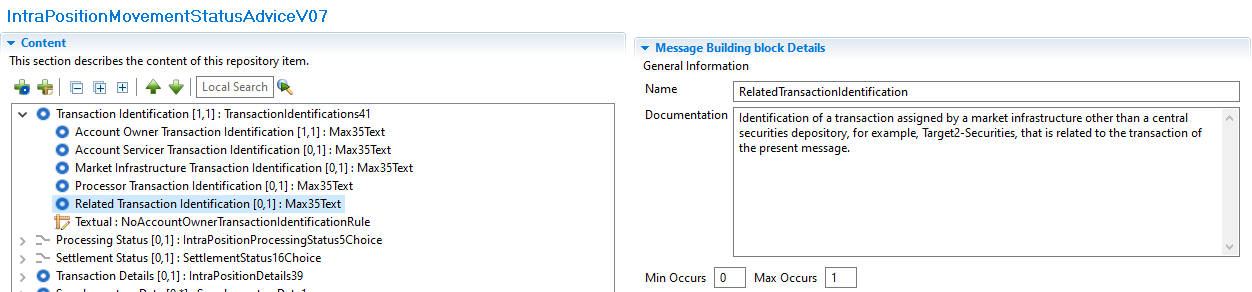 IntraPositionMovementStatusAdviceV07
Content
This section describes the content of this repository item.
Local Search
Transaction Identification [1,1] : TransactionIdentifications41
Account Owner Transaction Identification [1,1] : Max35Text
Account Servicer Transaction Identification [0,1] : Max35Text
Market Infrastructure Transaction Identification [0,1] : Max35Text
Processor Transaction Identification [0,1] : Max35Text
Related Transaction Identification [0,1] : Max35Text
Textual : NoAccountOwnerTransactionIdentificationRule
Processing Status [0,1] : IntraPositionProcessingStatus5Choice
Settlement Status [0,1] : SettlementStatus16Choice
Transaction Details [0,1] : IntraPositionDetails39
Message Building block Details
General Information
Name RelatedTransactionIdentification
Documentation Identification of a transaction assigned by a market infrastructure other than a central
securities depository, for example, Target2-Securities, that is related to the transaction of
the present message.
Min Occurs 0 Max Occurs 1